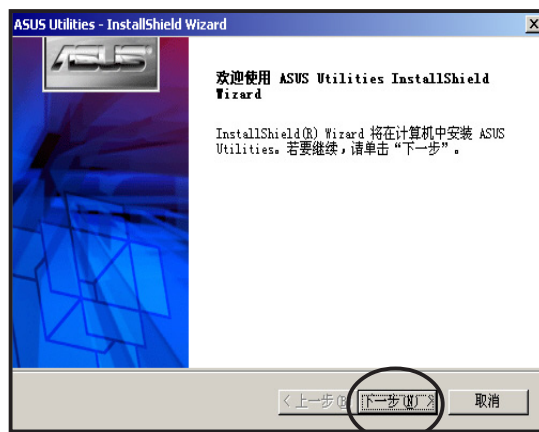 ASUS Utilities - InstallShield Wizard
ASUS
欢迎使用 ASUS Utilities InstallShield
Wizard
InstallShield(R) Wizard 将在计算机中安装 ASUS
Utilities。若要继续，请单击“下一步”。
< 上一步(B) 下一步(N) > 取消